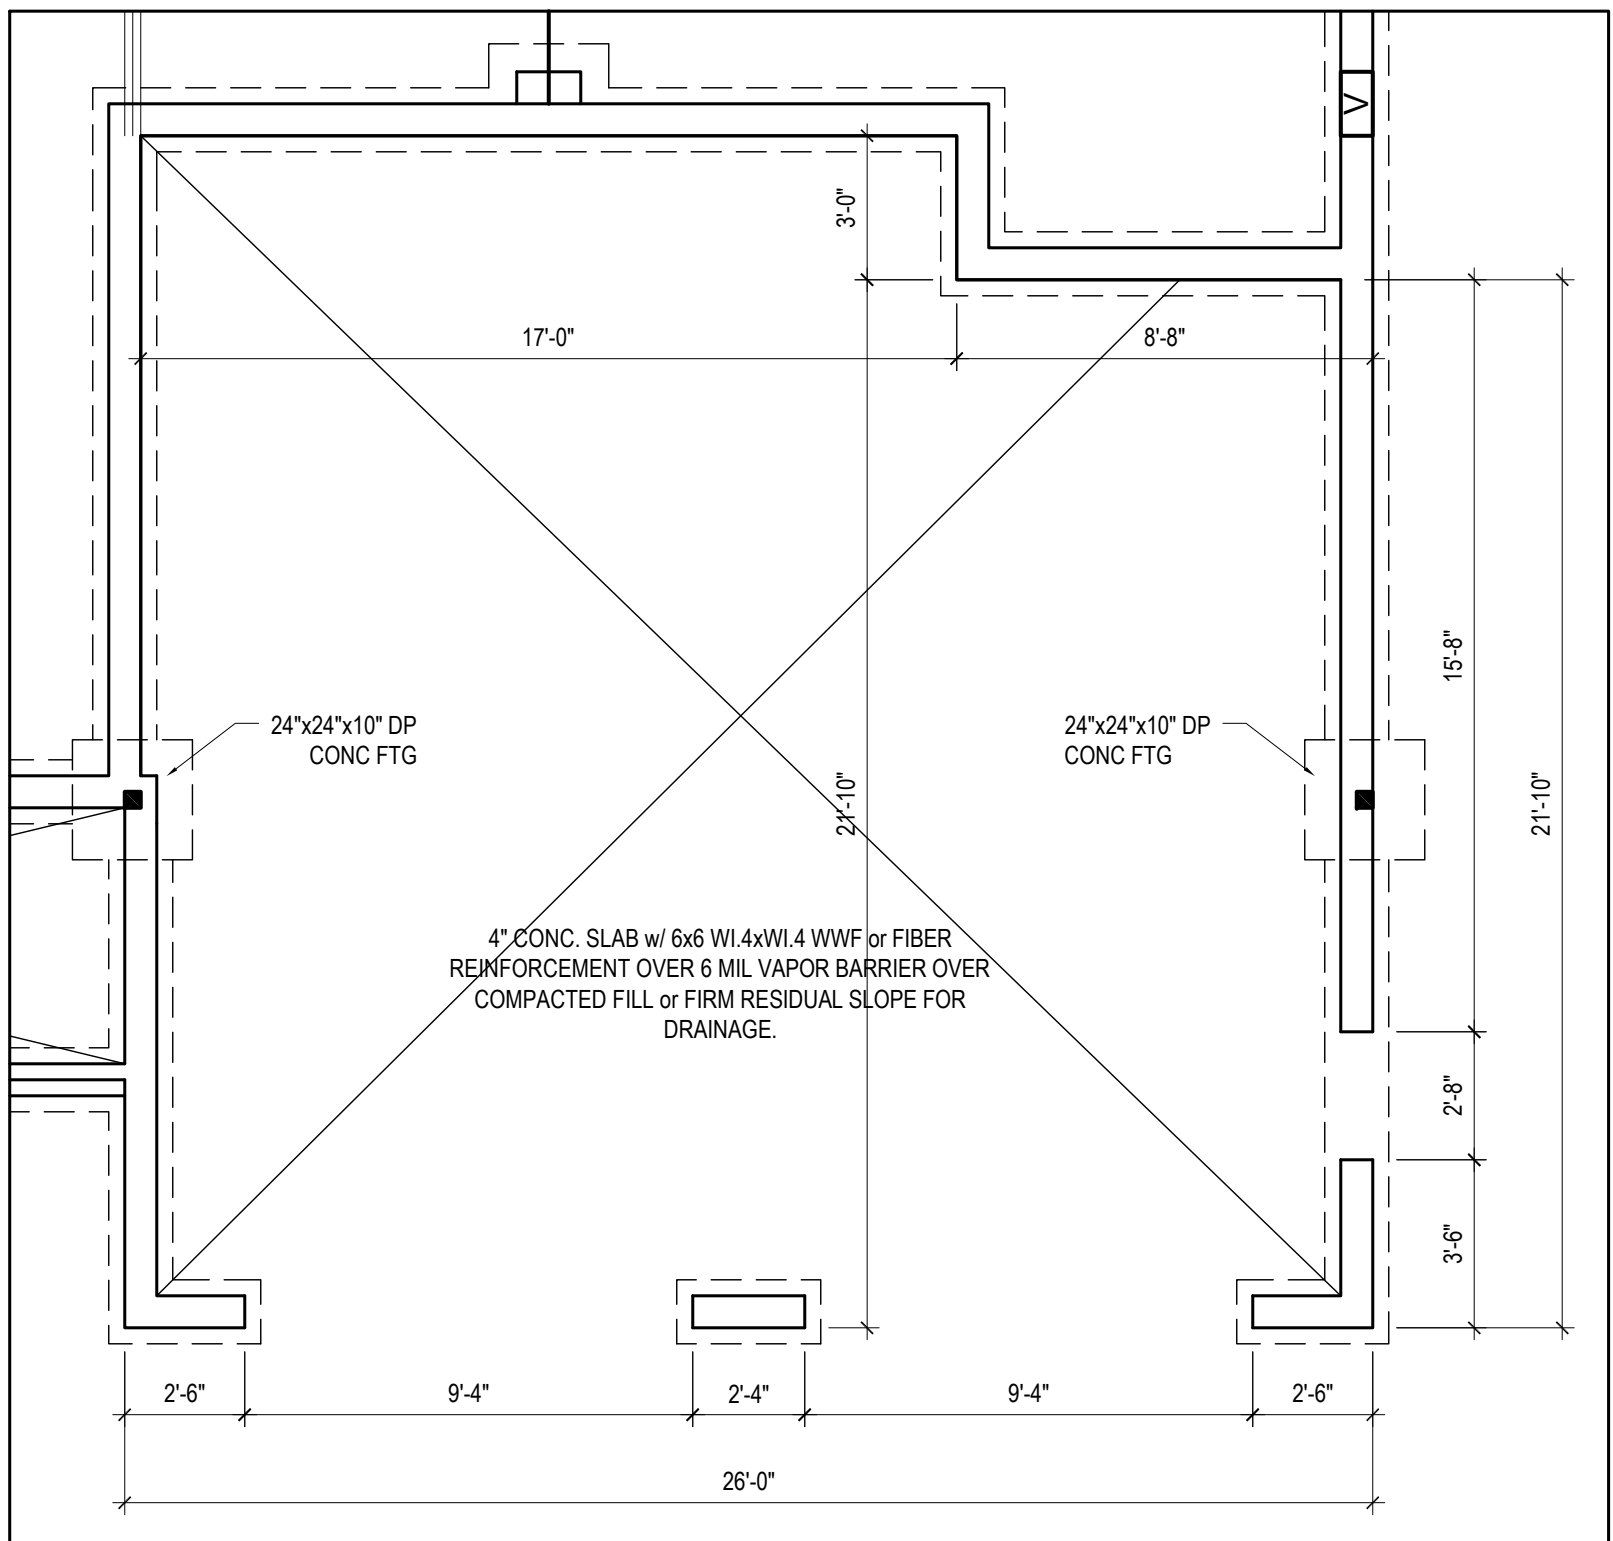 V
3'-0"
17'-0"
8'-8"
24"x24"x10" DP
CONC FTG
24"x24"x10" DP
CONC FTG
15'-8"
21'-10"
21'-10"
4" CONC. SLAB w/ 6x6 WI.4xWI.4 WWF or FIBER
REINFORCEMENT OVER 6 MIL VAPOR BARRIER OVER
COMPACTED FILL or FIRM RESIDUAL SLOPE FOR
DRAINAGE.
2'-8"
3'-6"
2'-6"
9'-4"
2'-4"
9'-4"
2'-6"
26'-0"